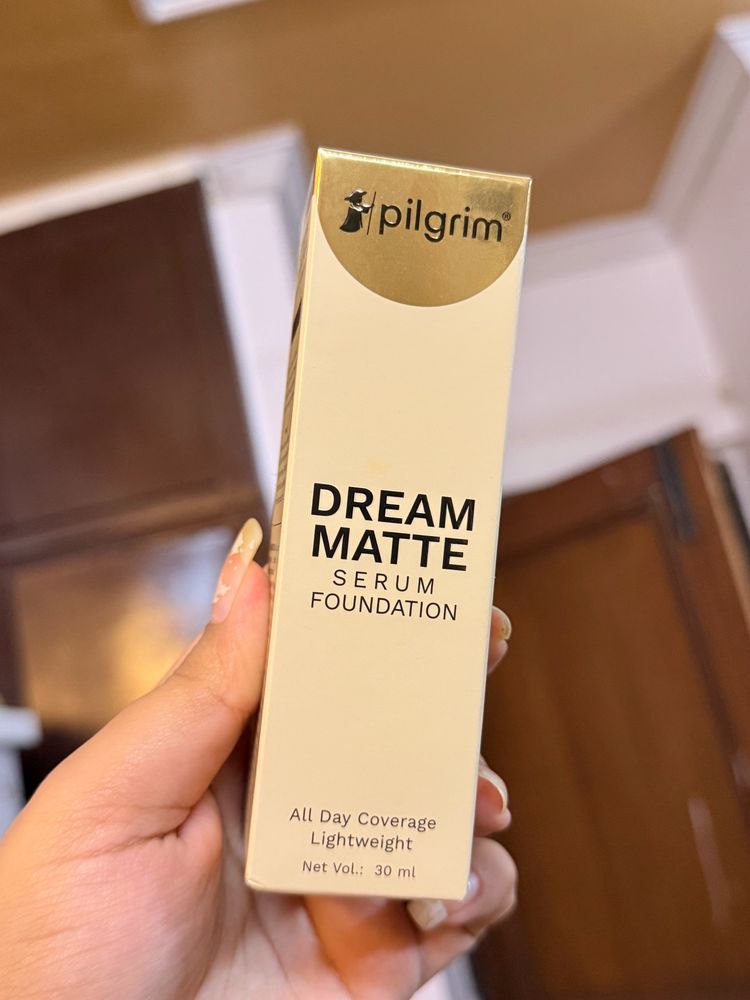 pilgrim®
DREAM
MATTE
SERUM
FOUNDATION
All Day Coverage
Lightweight
Net Vol.: 30 ml